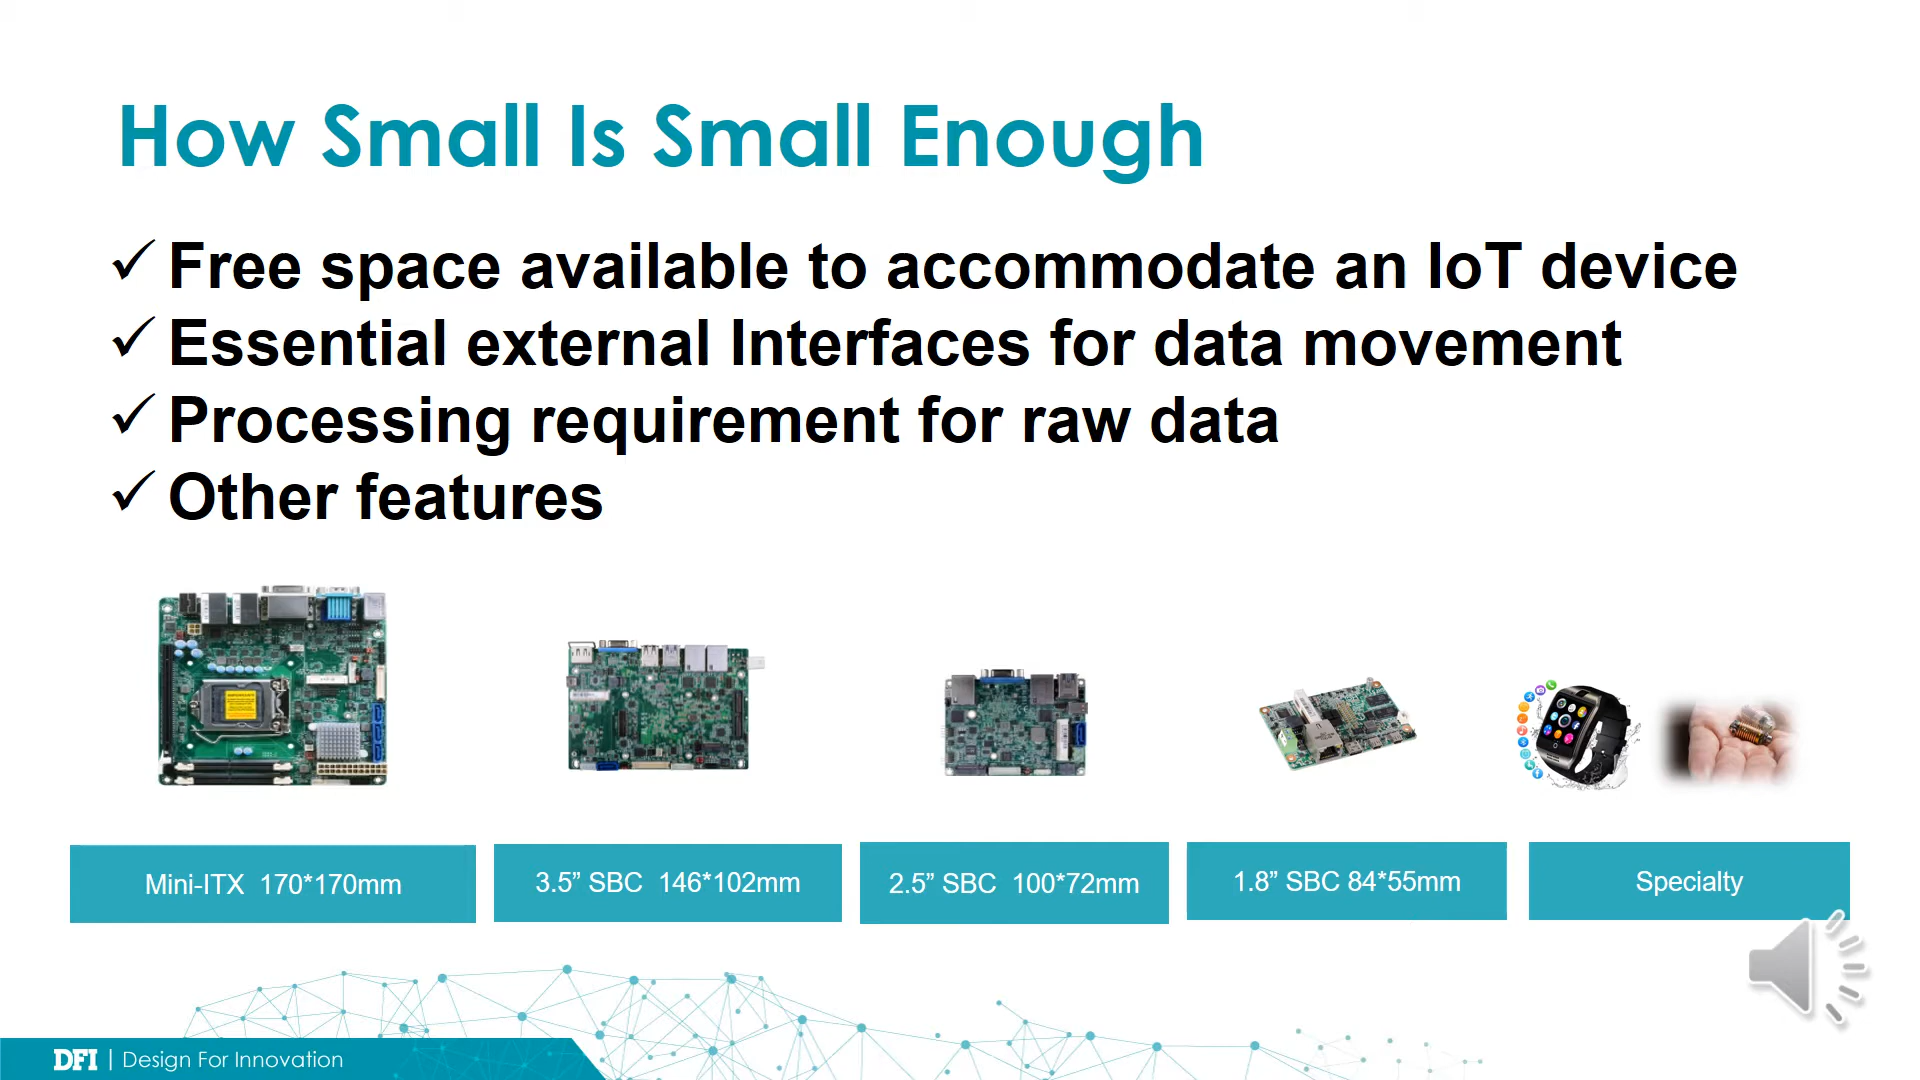 How Small Is Small Enough
✓ Free space available to accommodate an IoT device
✓ Essential external Interfaces for data movement
✓ Processing requirement for raw data
✓ Other features
Mini-ITX 170*170mm
3.5” SBC 146*102mm
2.5” SBC 100*72mm
1.8” SBC 84*55mm
Specialty
DFI | Design For Innovation